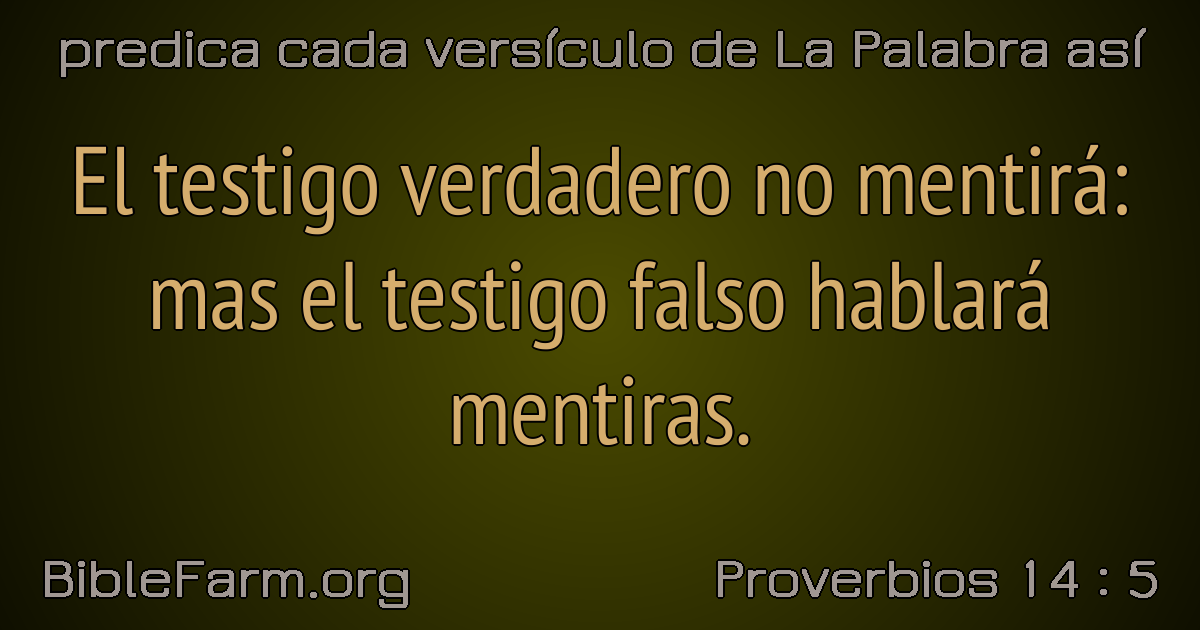 predica cada versículo de La Palabra así
El testigo verdadero no mentirá:
mas el testigo falso hablará
mentiras.
BibleFarm.org
Proverbios 14 : 5